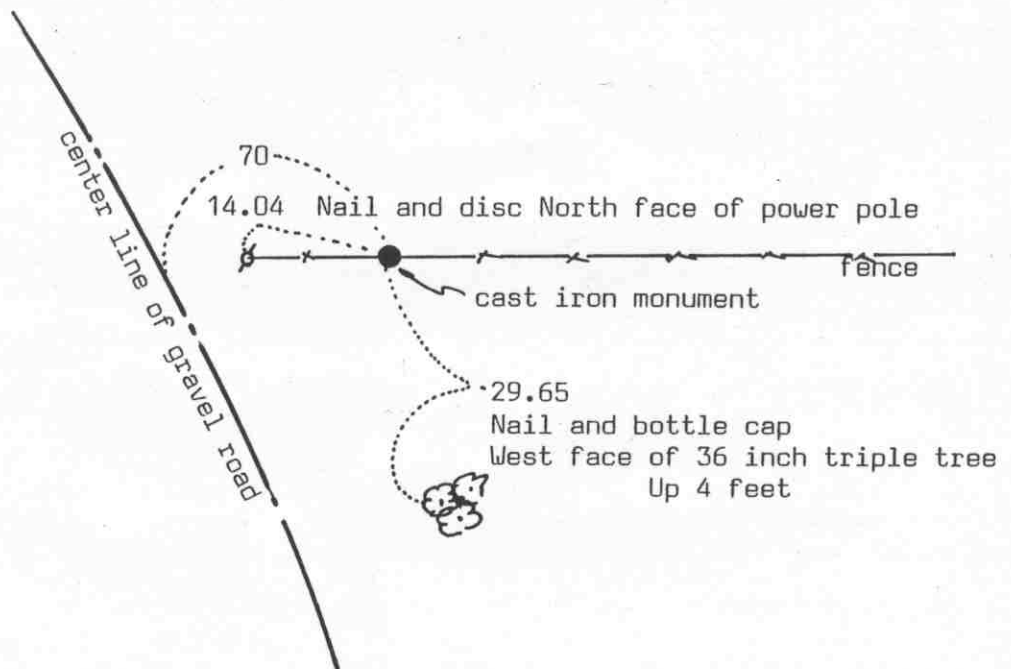 70
14.04 Nail and disc North face of power pole
fence
cast iron monument
center line of gravel road
29.65
Nail and bottle cap
West face of 36 inch triple tree
Up 4 feet